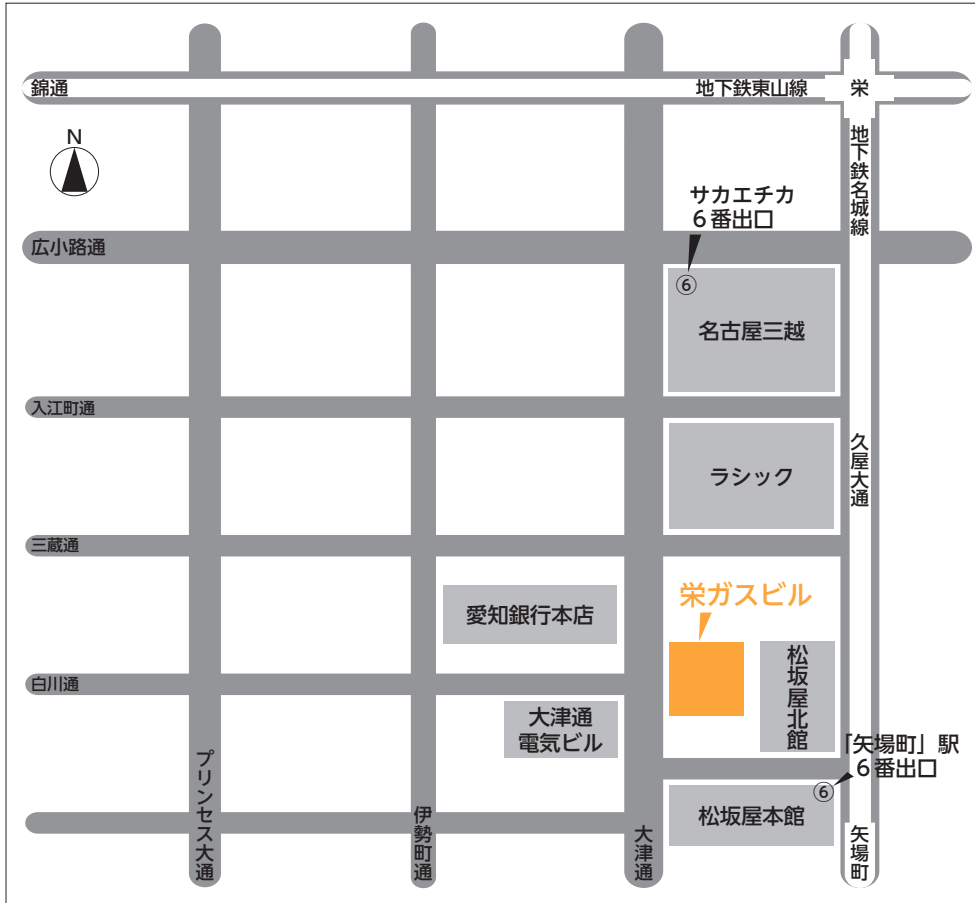 錦通
地下鉄東山線
栄
N
地下鉄名城線
サカエチカ
6番出口
広小路通
⑥
名古屋三越
入江町通
ラシック
久屋大通
三蔵通
栄ガスビル
愛知銀行本店
松坂屋北館
白川通
大津通
電気ビル
「矢場町」駅
6番出口
⑥
松坂屋本館
プリンセス大通
伊勢町通
大津通
矢場町